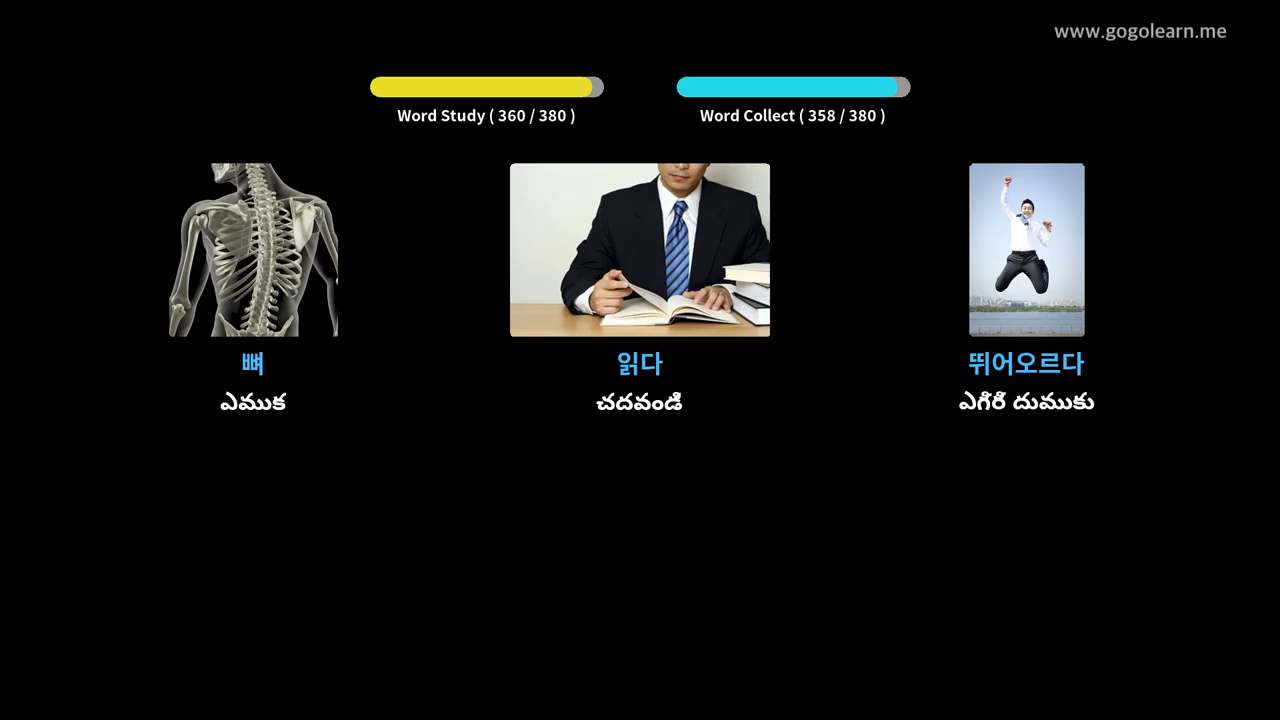 www.gogolearn.me
Word Study ( 360 / 380 )
Word Collect ( 358 / 380 )
뼈
읽다
뛰어오르다
ఎముక
చదవండి
ఎగిరి దుముకు